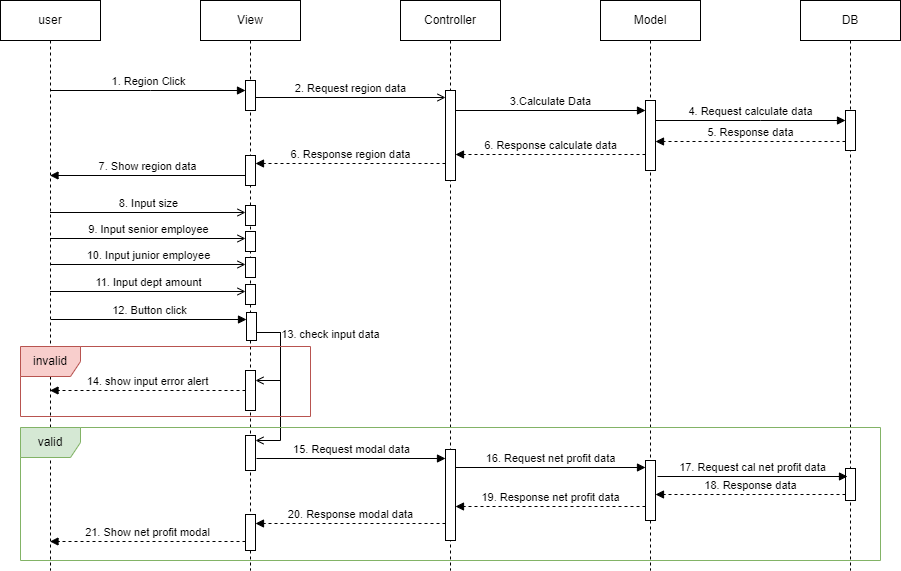 user
View
Controller
Model
DB
1. Region Click
2. Request region data
3.Calculate Data
4. Request calculate data
5. Response data
6. Response calculate data
6. Response region data
7. Show region data
8. Input size
9. Input senior employee
10. Input junior employee
11. Input dept amount
12. Button click
13. check input data
invalid
14. show input error alert
valid
15. Request modal data
16. Request net profit data
17. Request cal net profit data
18. Response data
19. Response net profit data
20. Response modal data
21. Show net profit modal